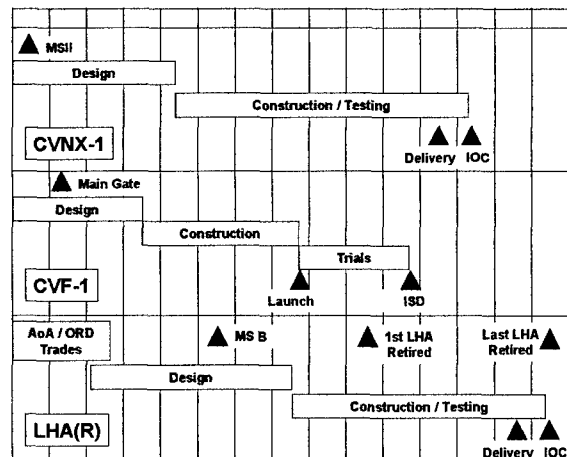 MSII
Design
Construction / Testing
CVNX-1
Delivery IOC
Main Gate
Design
Construction
Trials
CVF-1
Launch
ISD
AoA / ORD
Trades
MS B
1st LHA
Retired
Last LHA
Retired
Design
Construction / Testing
LHA(R)
Delivery IOC